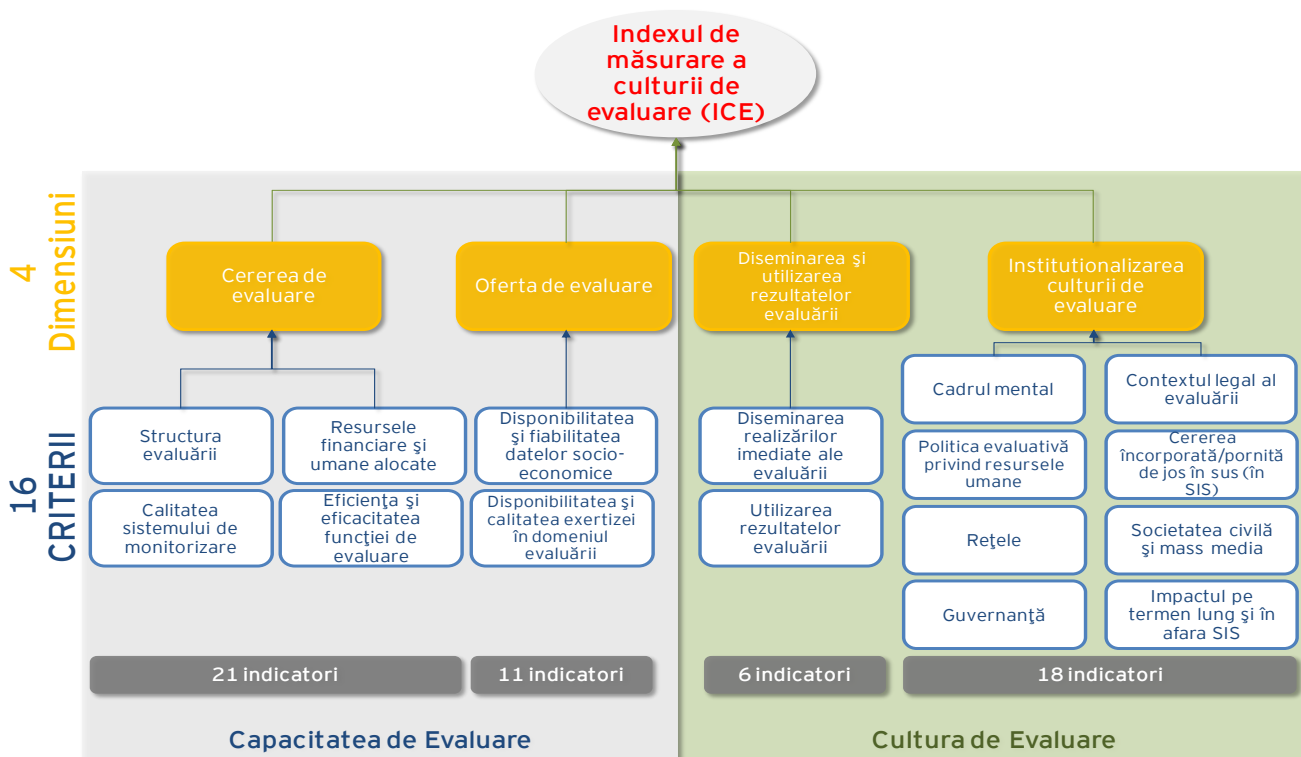 Indexul de
măsurare a
culturii de
evaluare (ICE)
4
Dimensiuni
Cererea de
evaluare
Oferta de evaluare
Diseminarea şi
utilizarea
rezultatelor
evaluării
Institutionalizarea
culturii de
evaluare
16
CRITERII
Structura
evaluării
Resursele
financiare şi
umane alocate
Calitatea
sistemului de
monitorizare
Eficienţa şi
eficacitatea
funcţiei de
evaluare
Disponibilitatea
şi fiabilitatea
datelor socio-
economice
Disponibilitatea şi
calitatea exertizei
în domeniul
evaluării
Diseminarea
realizărilor
imediate ale
evaluării
Utilizarea
rezultatelor
evaluării
Cadrul mental
Contextul legal al
evaluării
Politica evaluativă
privind resursele
umane
Cererea
încorporată/pornită
de jos în sus (în
SIS)
Reţele
Societatea civilă
şi mass media
Guvernanţă
Impactul pe
termen lung şi în
afara SIS
21 indicatori
11 indicatori
6 indicatori
18 indicatori
Capacitatea de Evaluare
Cultura de Evaluare